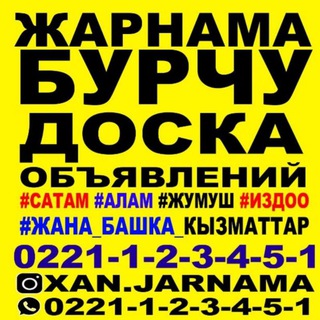 ЖАРНАМА
БУРЧУ
ДОСКА
ОБЪЯВЛЕНИЙ
#САТАМ #АЛАМ #ЖУМУШ #ИЗДОО
#ЖАНА_БАШКА_КЫЗМАТТАР
0221-1-2-3-4-5-1
XAN.JARNAMA
0221-1-2-3-4-5-1